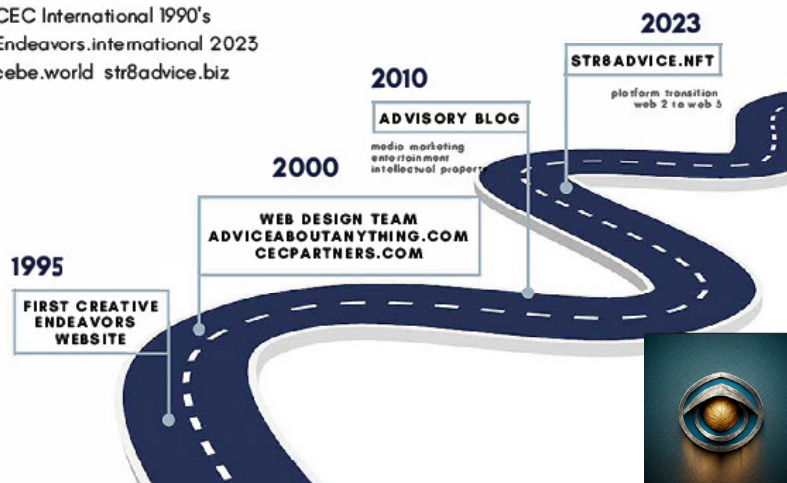 CEC International 1990's
Endeavors.international 2023
cebe.world str8advice.biz
2023
STR8ADVICE.NFT
platform transition
web 2 to web 3
2010
ADVISORY BLOG
media marketing
entertainment
intellectual property
2000
WEB DESIGN TEAM
ADVICEABOUTANYTHING.COM
CECPARTNERS.COM
1995
FIRST CREATIVE
ENDEAVORS
WEBSITE